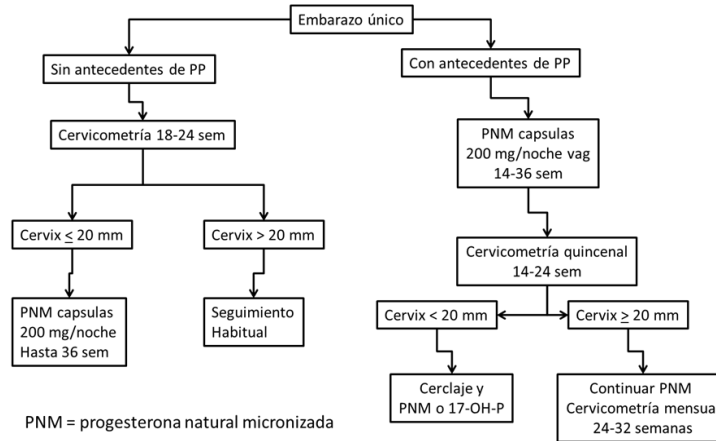 Embarazo único
Sin antecedentes de PP
Con antecedentes de PP
Cervicometría 18-24 sem
PNM capsulas
200 mg/noche vag
14-36 sem
Cervix ≤ 20 mm
Cervix > 20 mm
Cervicometría quincenal
14-24 sem
PNM capsulas
200 mg/noche
Hasta 36 sem
Seguimiento
Habitual
Cervix < 20 mm
Cervix ≥ 20 mm
Cerclaje y
PNM o 17-OH-P
Continuar PNM
Cervicometría mensua
24-32 semanas
PNM = progesterona natural micronizada